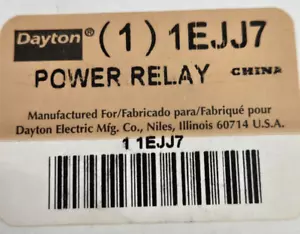 Dayton® (1) 1EJJ7
POWER RELAY CHINA
Manufactured For/Fabricado para/Fabriqué pour
Dayton Electric Mfg. Co., Niles, Illinois 60714 U.S.A.
1 1EJJ7